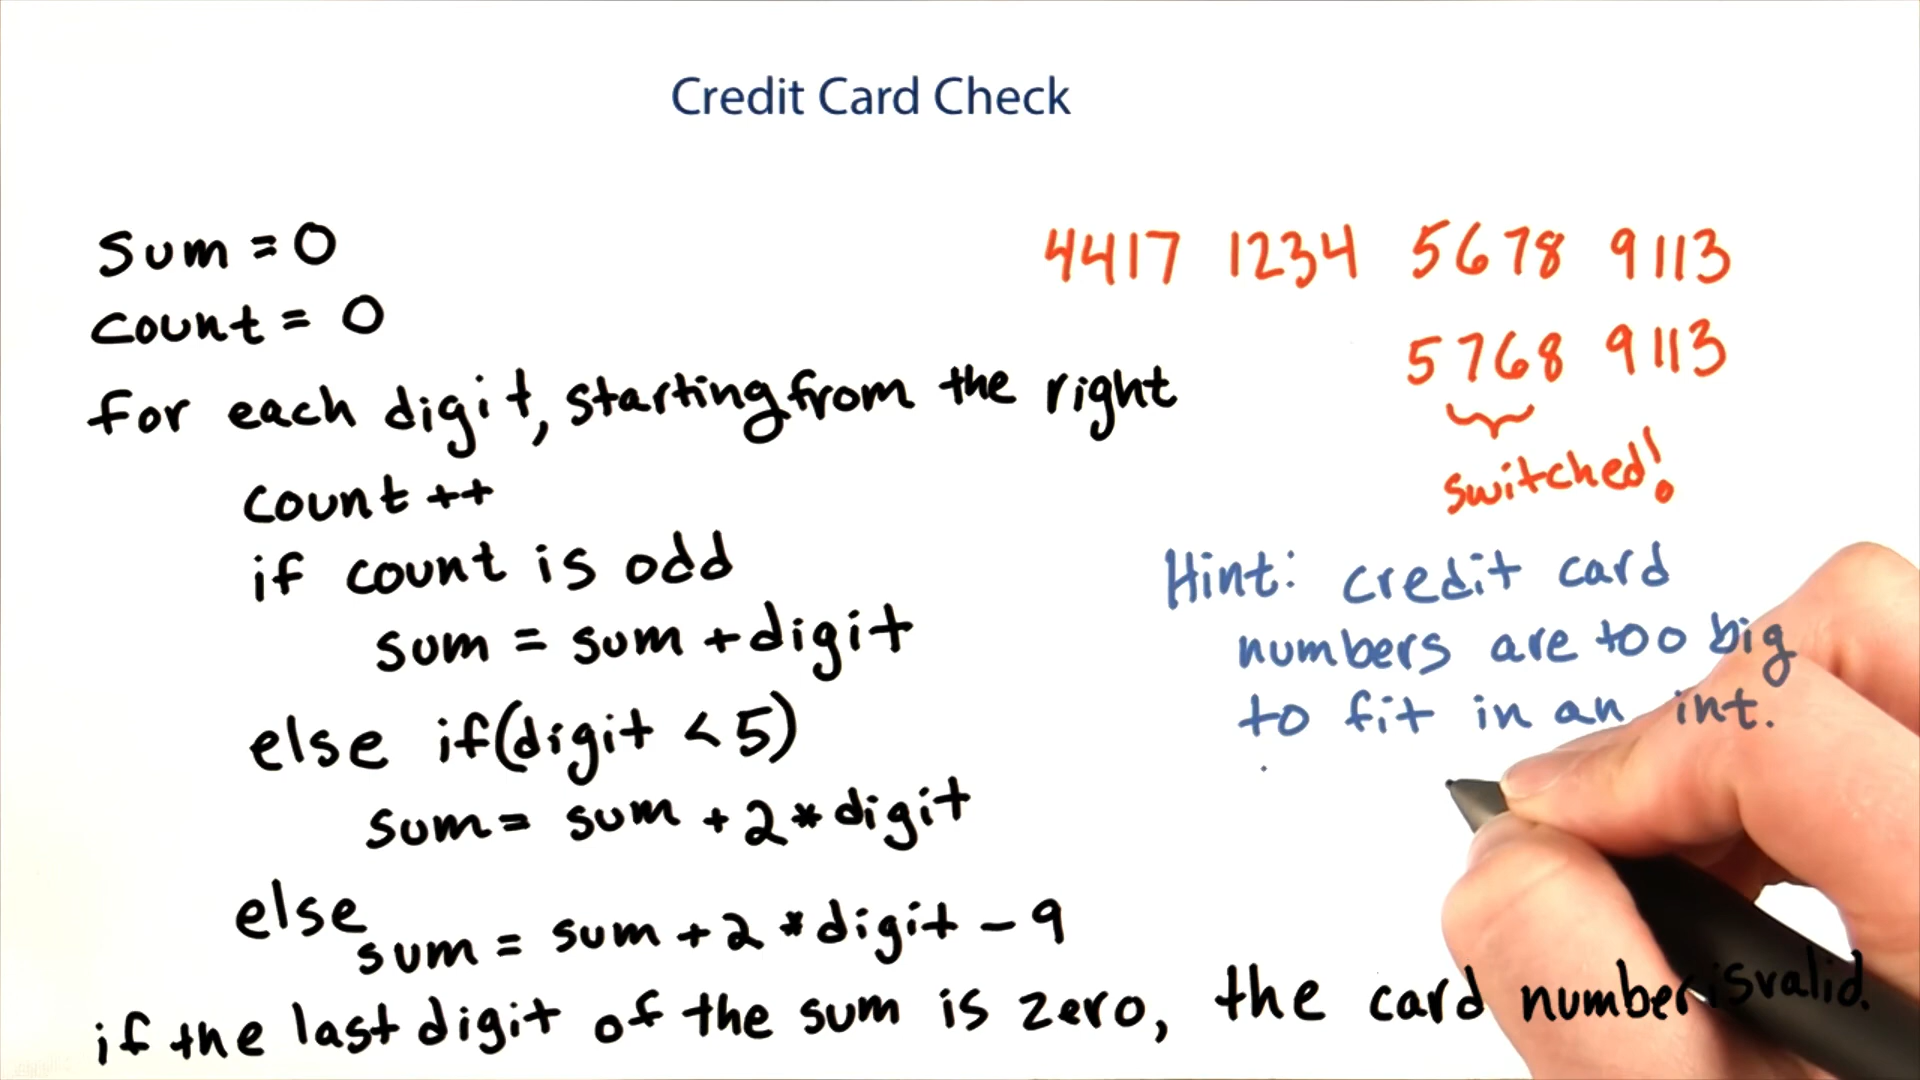 Credit Card Check
sum = 0
count = 0
for each digit, starting from the right
count ++
if count is odd
sum = sum + digit
else if(digit < 5)
sum = sum + 2 * digit
else
sum = sum + 2 * digit - 9
if the last digit of the sum is zero, the card number is valid.
4417 1234 5678 9113
5768 9113
switched!
Hint: credit card
numbers are too big
to fit in an int.